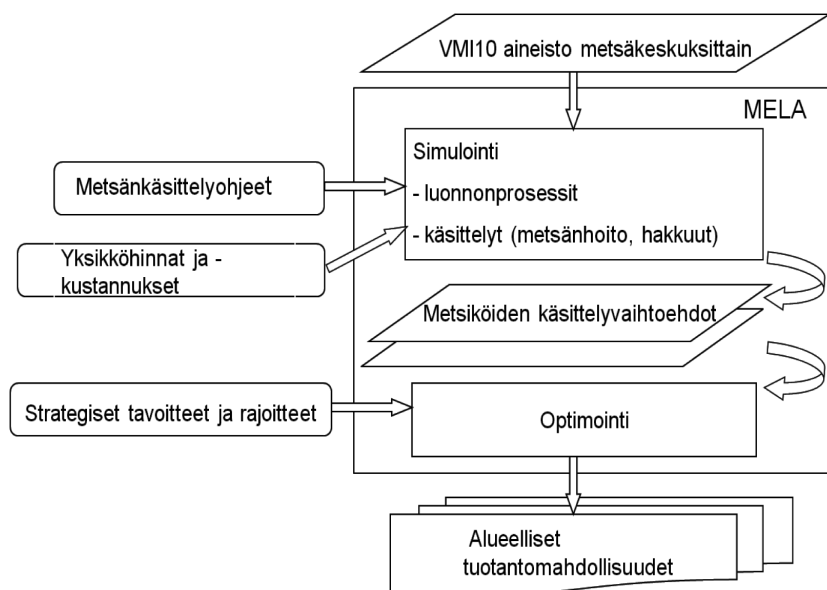 VMI10 aineisto metsäkeskuksittain
MELA
Simulointi
- luonnonprosessit
- käsittelyt (metsänhoito, hakkuut)
Metsänkäsittelyohjeet
Yksikköhinnat ja -
kustannukset
Metsiköiden käsittelyvaihtoehdot
Strategiset tavoitteet ja rajoitteet
Optimointi
Alueelliset
tuotantomahdollisuudet